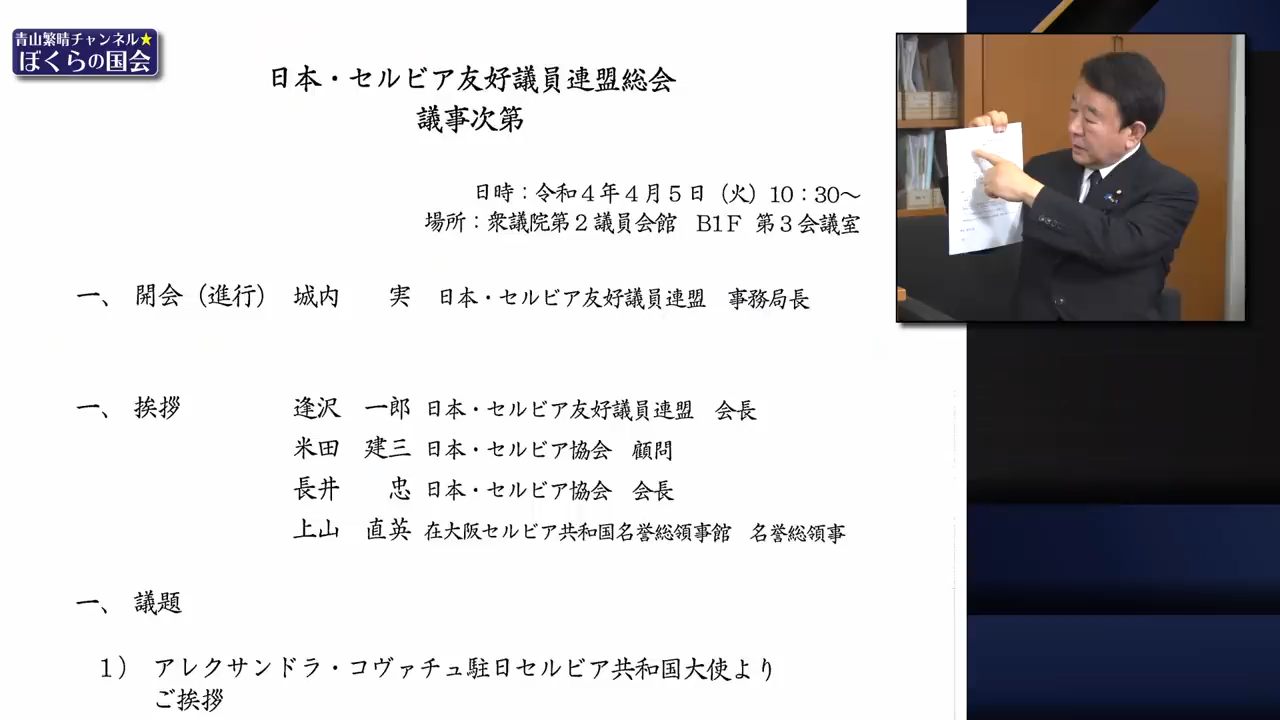 青山繁晴チャンネル★
ぼくらの国会
日本・セルビア友好議員連盟総会
議事次第
日時：令和４年４月５日（火）10：30～
場所：衆議院第２議員会館　B1F　第３会議室
一、 開会（進行）　城内　実　日本・セルビア友好議員連盟　事務局長
一、 挨拶　逢沢　一郎　日本・セルビア友好議員連盟　会長
米田　建三　日本・セルビア協会　顧問
長井　忠　日本・セルビア協会　会長
上山　直英　在大阪セルビア共和国名誉総領事館　名誉総領事
一、 議題
１） アレクサンドラ・コヴァチュ駐日セルビア共和国大使より
ご挨拶